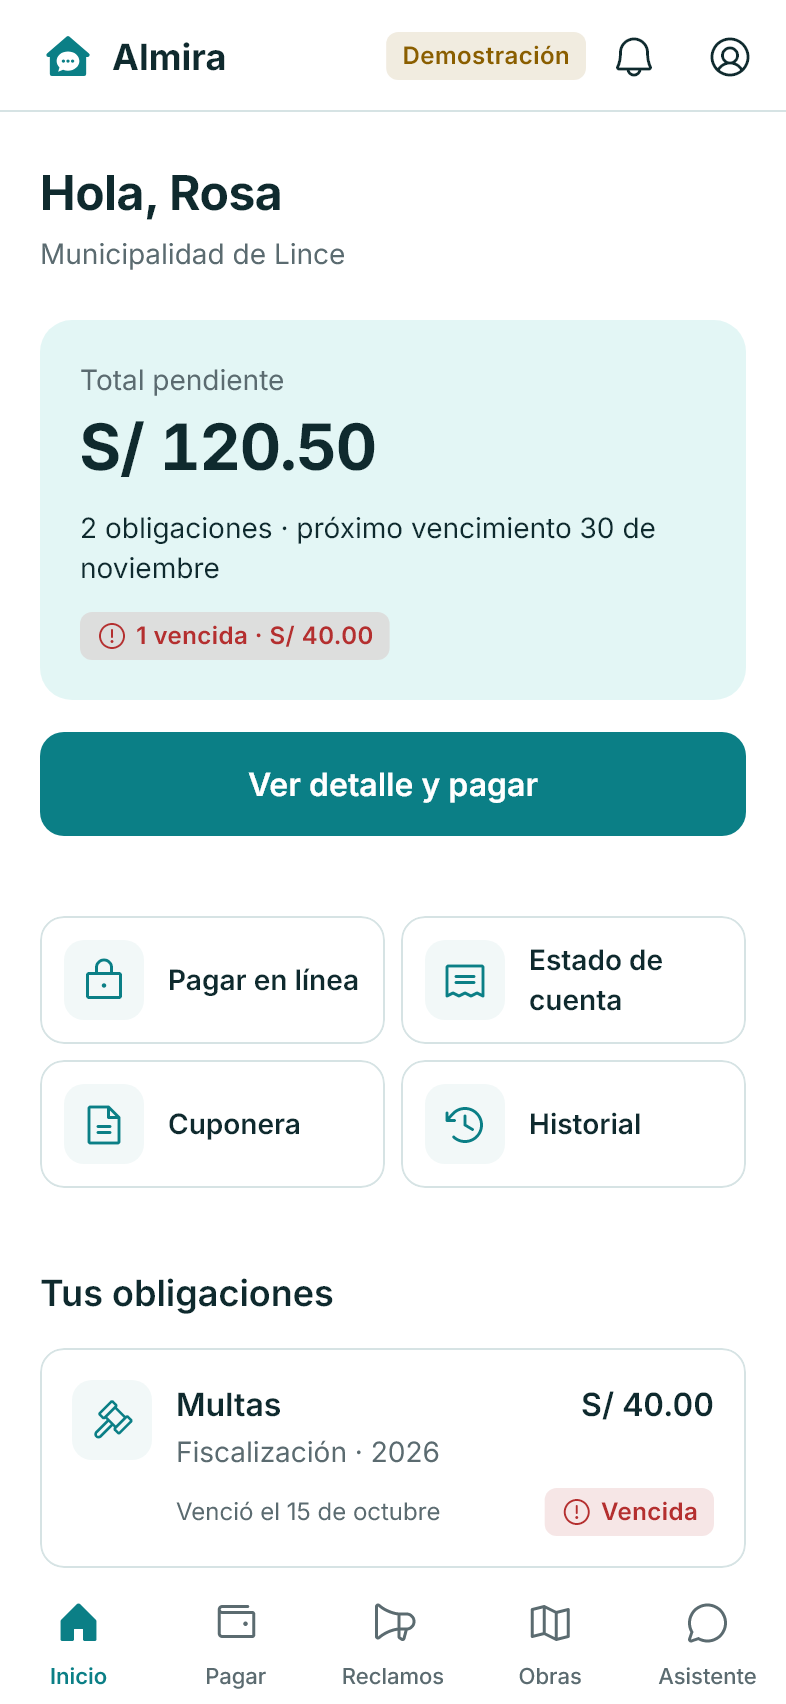 Almira
Demostración
Hola, Rosa
Municipalidad de Lince
Total pendiente
S/ 120.50
2 obligaciones · próximo vencimiento 30 de
noviembre
1 vencida · S/ 40.00
Ver detalle y pagar
Pagar en línea
Estado de
cuenta
Cuponera
Historial
Tus obligaciones
Multas
S/ 40.00
Fiscalización · 2026
Venció el 15 de octubre
Vencida
Inicio
Pagar
Reclamos
Obras
Asistente